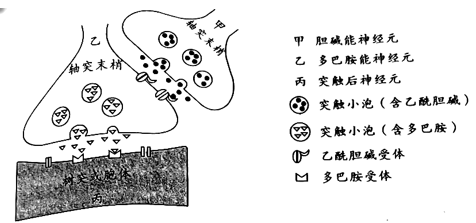 甲
轴突末梢
乙
轴突末梢
丙
甲 胆碱能神经元
乙 多巴胺能神经元
丙 突触后神经元
突触小泡(含乙酰胆碱)
突触小泡(含多巴胺)
乙酰胆碱受体
多巴胺受体